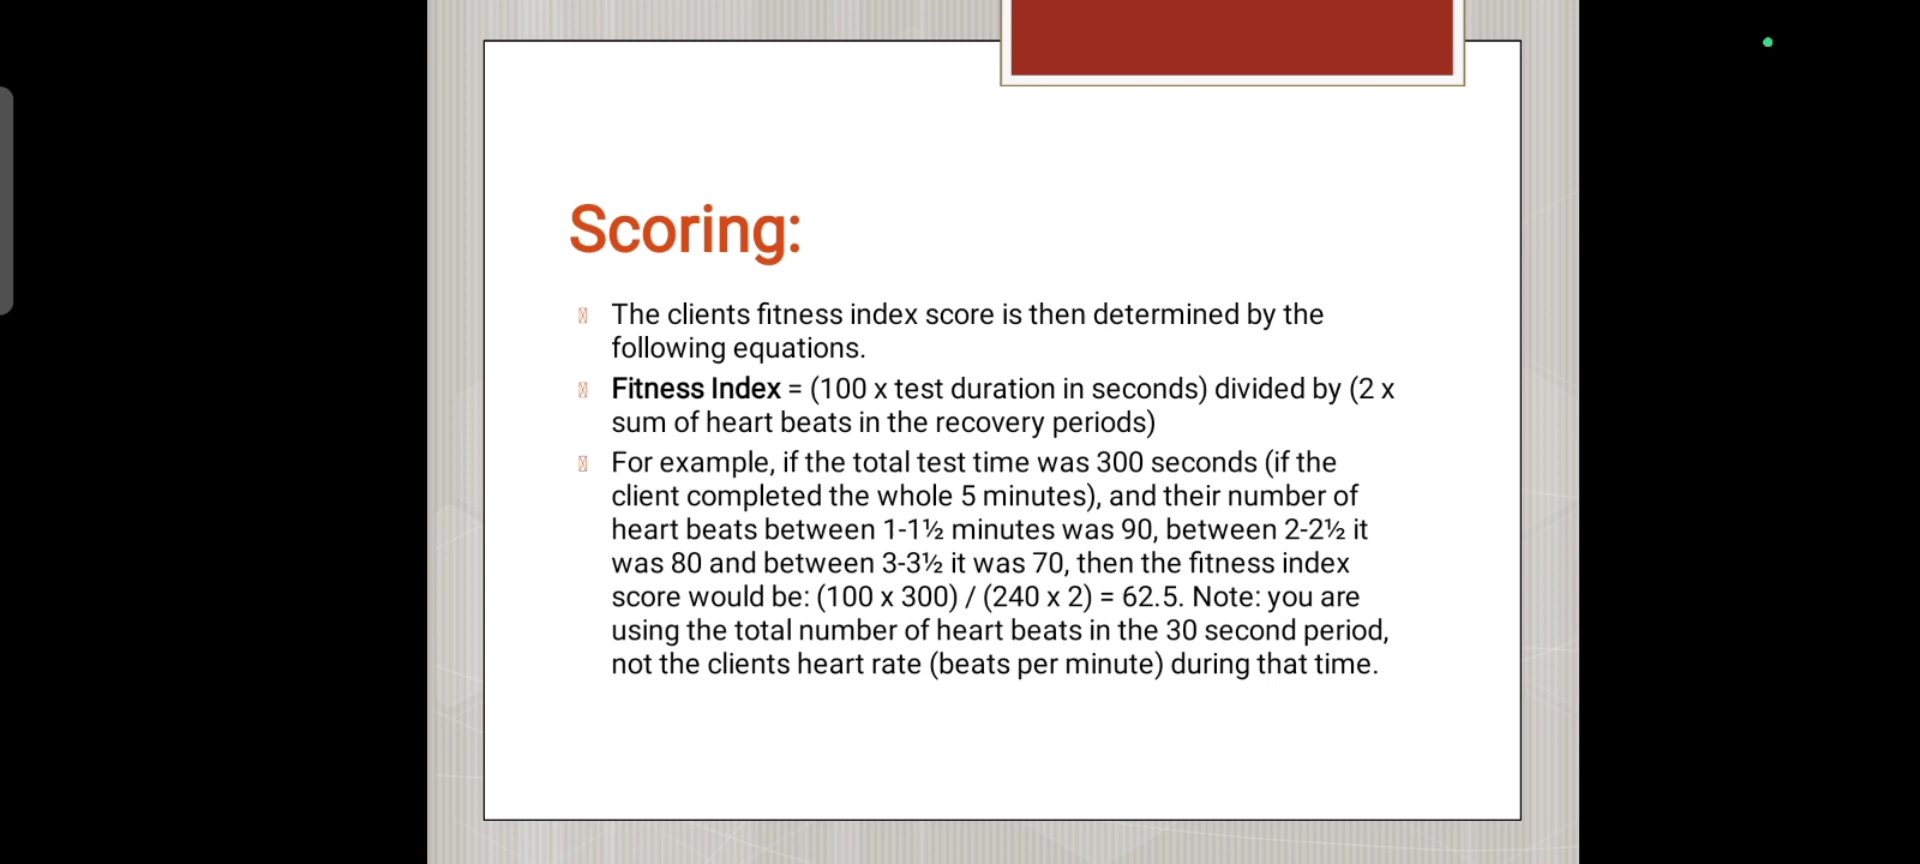 Scoring:
The clients fitness index score is then determined by the
following equations.
Fitness Index = (100 x test duration in seconds) divided by (2 x
sum of heart beats in the recovery periods)
For example, if the total test time was 300 seconds (if the
client completed the whole 5 minutes), and their number of
heart beats between 1-1½ minutes was 90, between 2-2½ it
was 80 and between 3-3½ it was 70, then the fitness index
score would be: (100 x 300) / (240 x 2) = 62.5. Note: you are
using the total number of heart beats in the 30 second period,
not the clients heart rate (beats per minute) during that time.